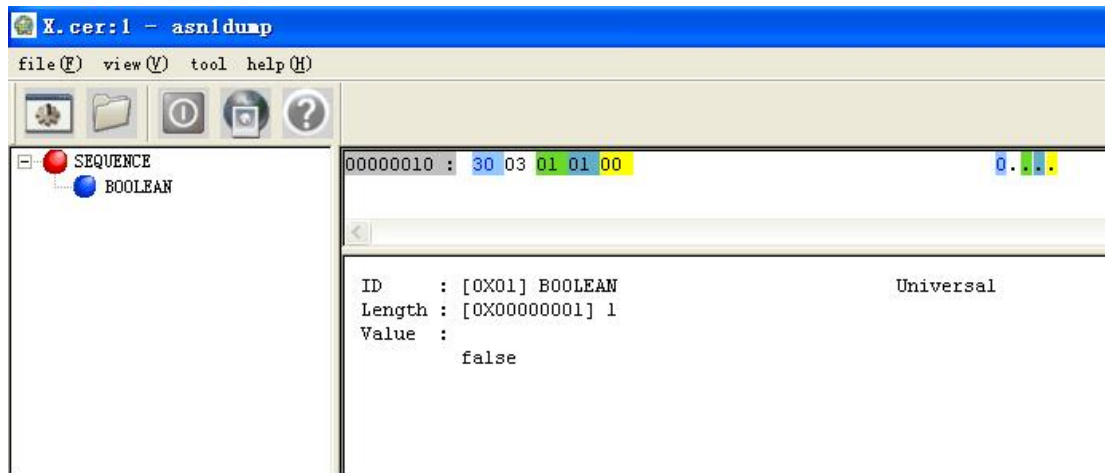 X.cer:1 - asn1dump
file(F) view(V) tool help(H)
SEQUENCE
BOOLEAN
00000010 : 30 03 01 01 00 0....
ID : [0X01] BOOLEAN Universal
Length : [0X00000001] 1
Value :
false